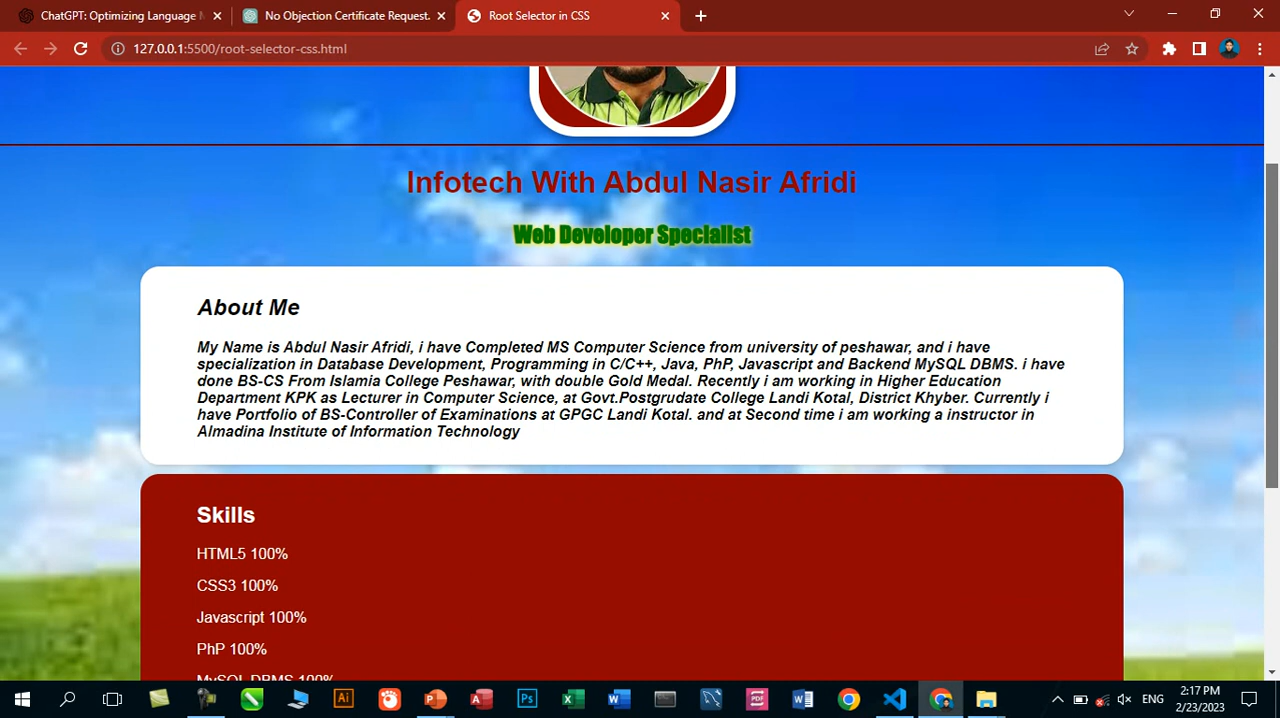 ChatGPT: Optimizing Language M
No Objection Certificate Request.
Root Selector in CSS
127.0.0.1:5500/root-selector-css.html
Infotech With Abdul Nasir Afridi
Web Developer Specialist
About Me
My Name is Abdul Nasir Afridi, i have Completed MS Computer Science from university of peshawar, and i have
specialization in Database Development, Programming in C/C++, Java, PhP, Javascript and Backend MySQL DBMS. i have
done BS-CS From Islamia College Peshawar, with double Gold Medal. Recently i am working in Higher Education
Department KPK as Lecturer in Computer Science, at Govt.Postgrudate College Landi Kotal, District Khyber. Currently i
have Portfolio of BS-Controller of Examinations at GPGC Landi Kotal. and at Second time i am working a instructor in
Almadina Institute of Information Technology
Skills
HTML5 100%
CSS3 100%
Javascript 100%
PhP 100%
MySQL DBMS 100%
ENG
2:17 PM
2/23/2023